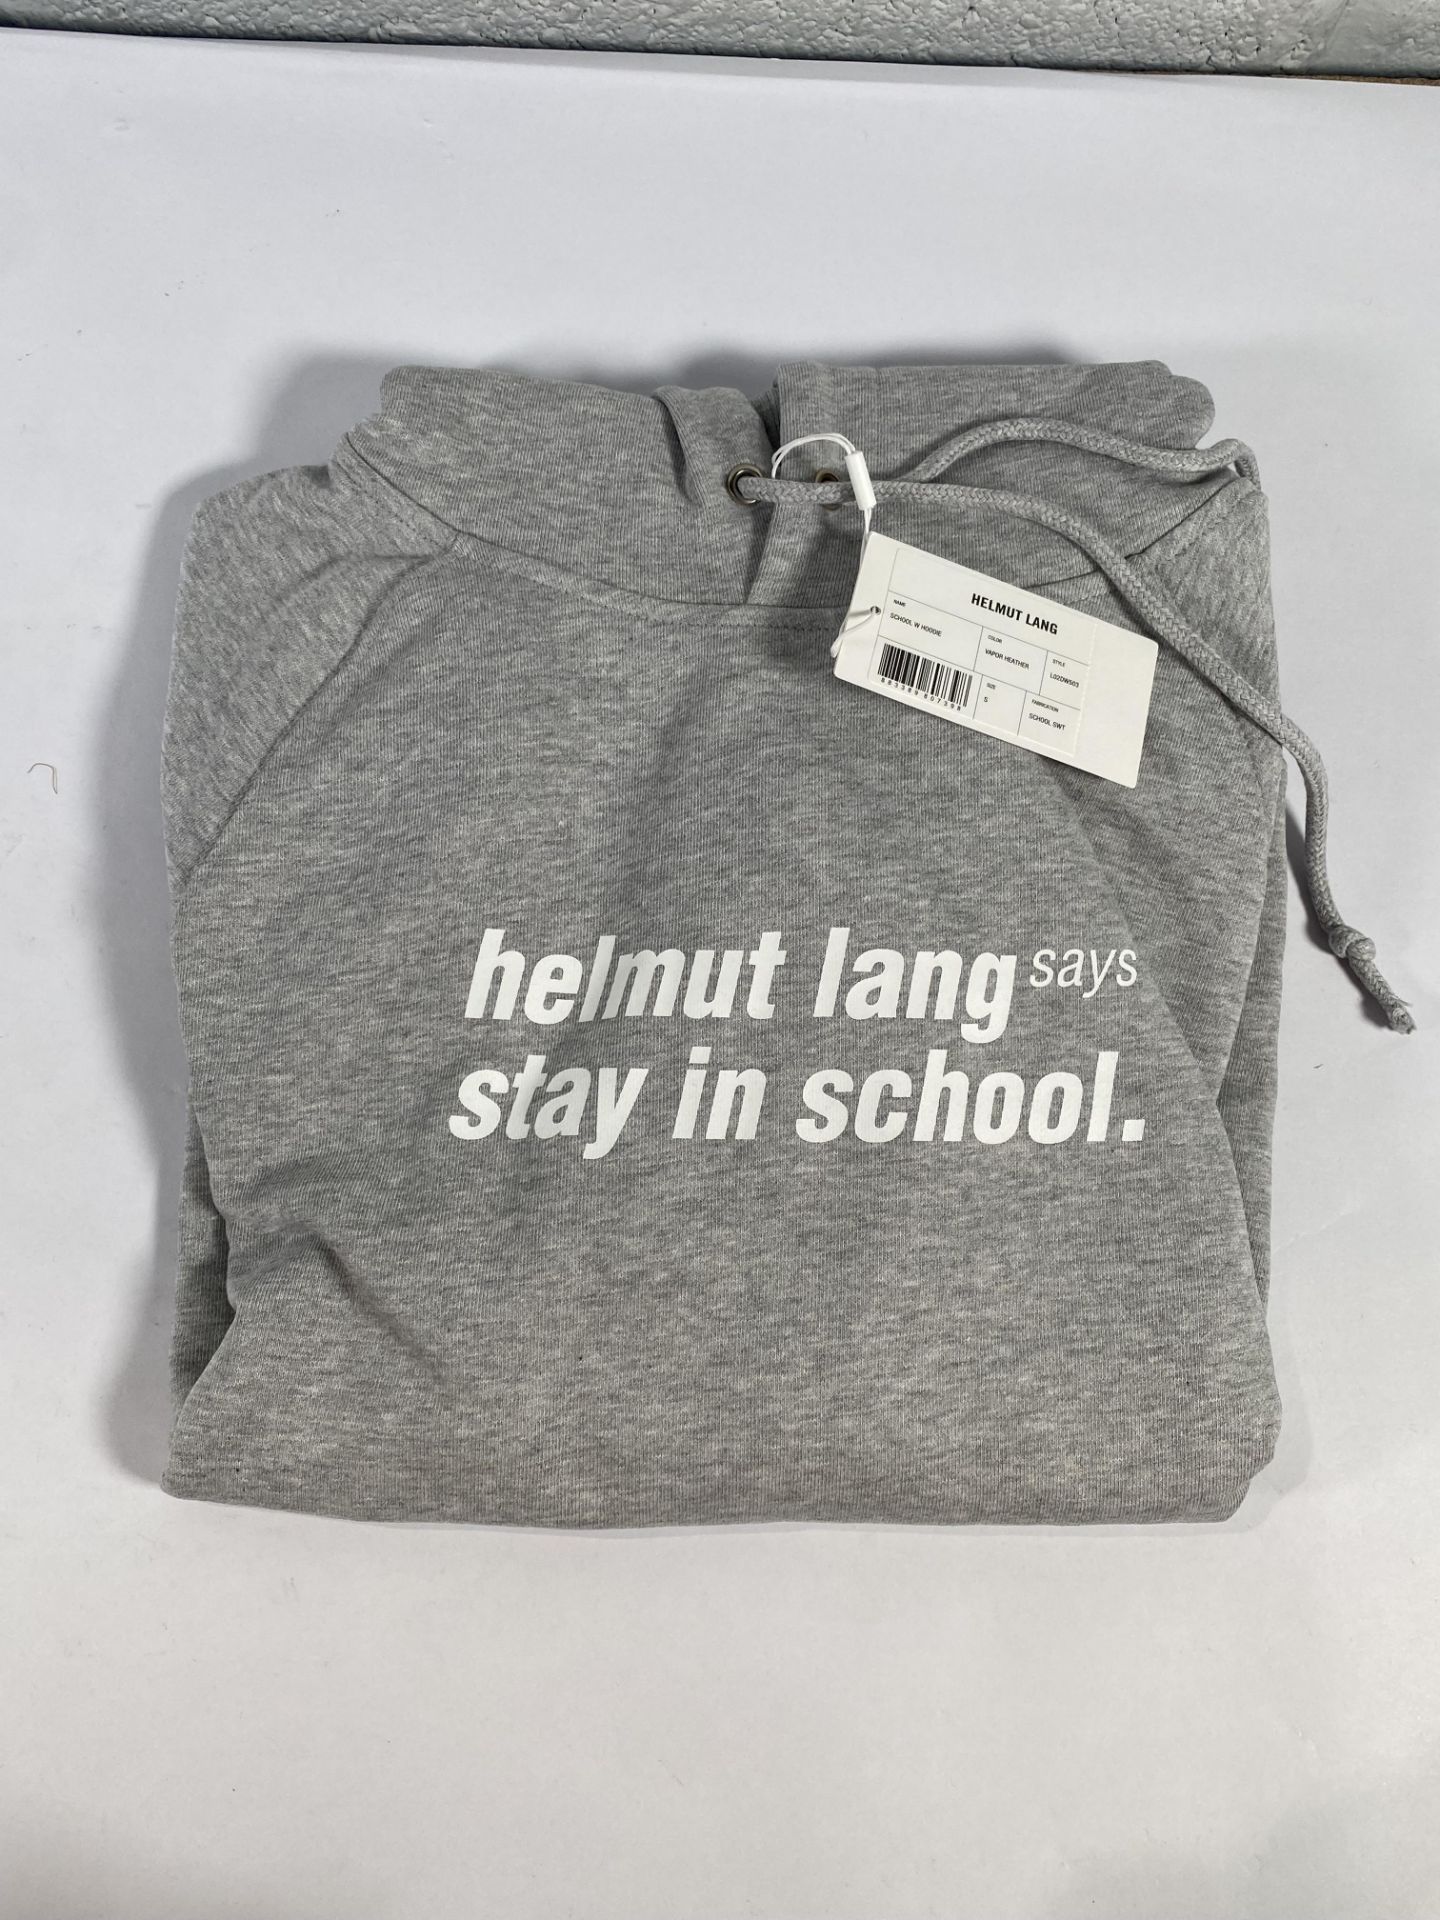 HELMUT LANG
NAME
SCHOOL W HOODIE
COLOR
VAPOR HEATHER
STYLE
L02DW503
SIZE
S
FABRICATION
SCHOOL SWT
helmut lang says
stay in school.